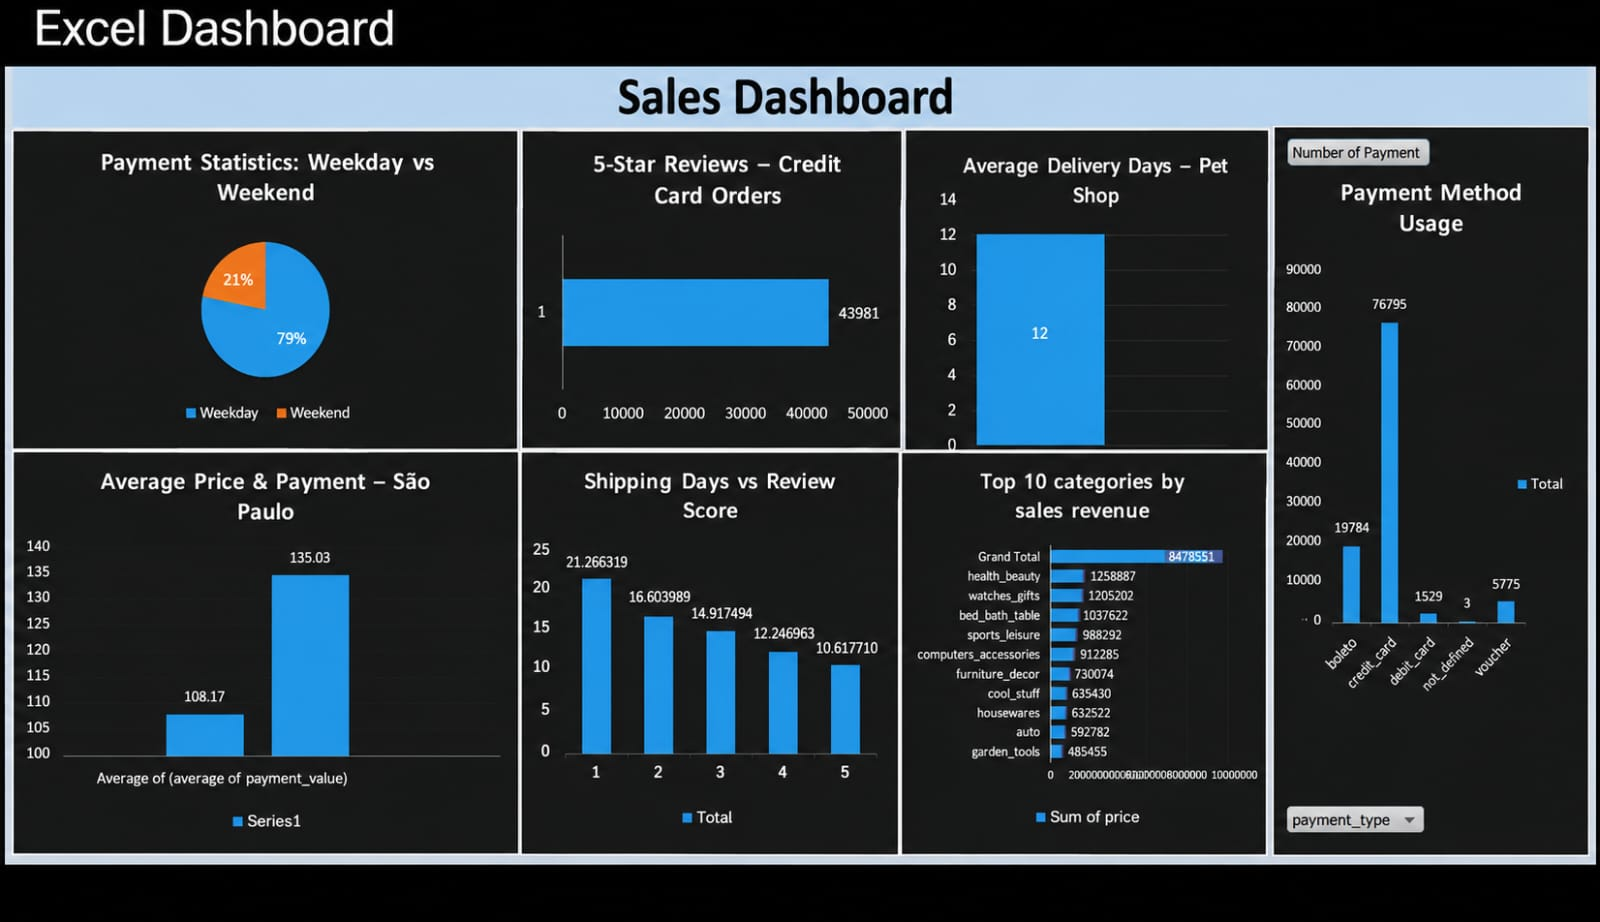 Excel Dashboard
Sales Dashboard
Payment Statistics: Weekday vs
Weekend
21%
79%
Weekday
Weekend
5-Star Reviews – Credit
Card Orders
1
43981
0 10000 20000 30000 40000 50000
Average Delivery Days – Pet
Shop
14
12
10
8
6
4
2
0
12
Number of Payment
Payment Method
Usage
90000
80000
70000
60000
50000
40000
30000
20000
10000
0
19784
76795
1529
3
5775
boleto
credit_card
debit_card
not_defined
voucher
Total
payment_type
Average Price & Payment – São
Paulo
140
135
130
125
120
115
110
105
100
108.17
135.03
Average of (average of payment_value)
Series1
Shipping Days vs Review
Score
25
20
15
10
5
0
21.266319
16.603989
14.917494
12.246963
10.617710
1 2 3 4 5
Total
Top 10 categories by
sales revenue
Grand Total 8478551
health_beauty 1258887
watches_gifts 1205202
bed_bath_table 1037622
sports_leisure 988292
computers_accessories 912285
furniture_decor 730074
cool_stuff 635430
housewares 632522
auto 592782
garden_tools 485455
0 10000000
Sum of price